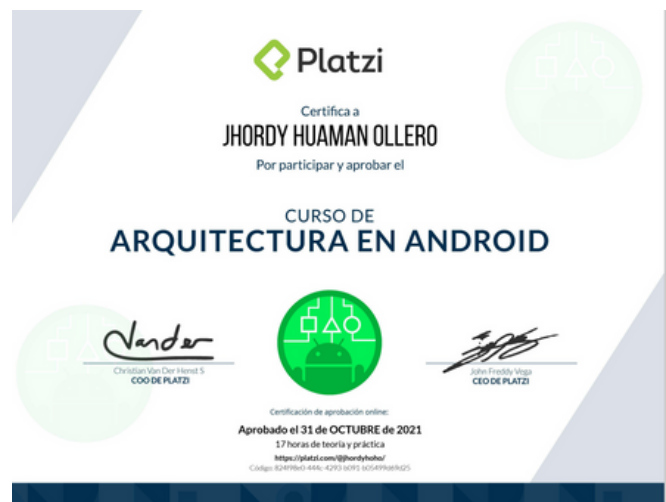 Platzi
Certifica a
JHORDY HUAMAN OLLERO
Por participar y aprobar el
CURSO DE
ARQUITECTURA EN ANDROID
Christian Van Der Henst S
COO DE PLATZI
John Freddy Vega
CEO DE PLATZI
Certificación de aprobación online:
Aprobado el 31 de OCTUBRE de 2021
17 horas de teoría y práctica
https://platzi.com/@jhordyhoho/
Código: